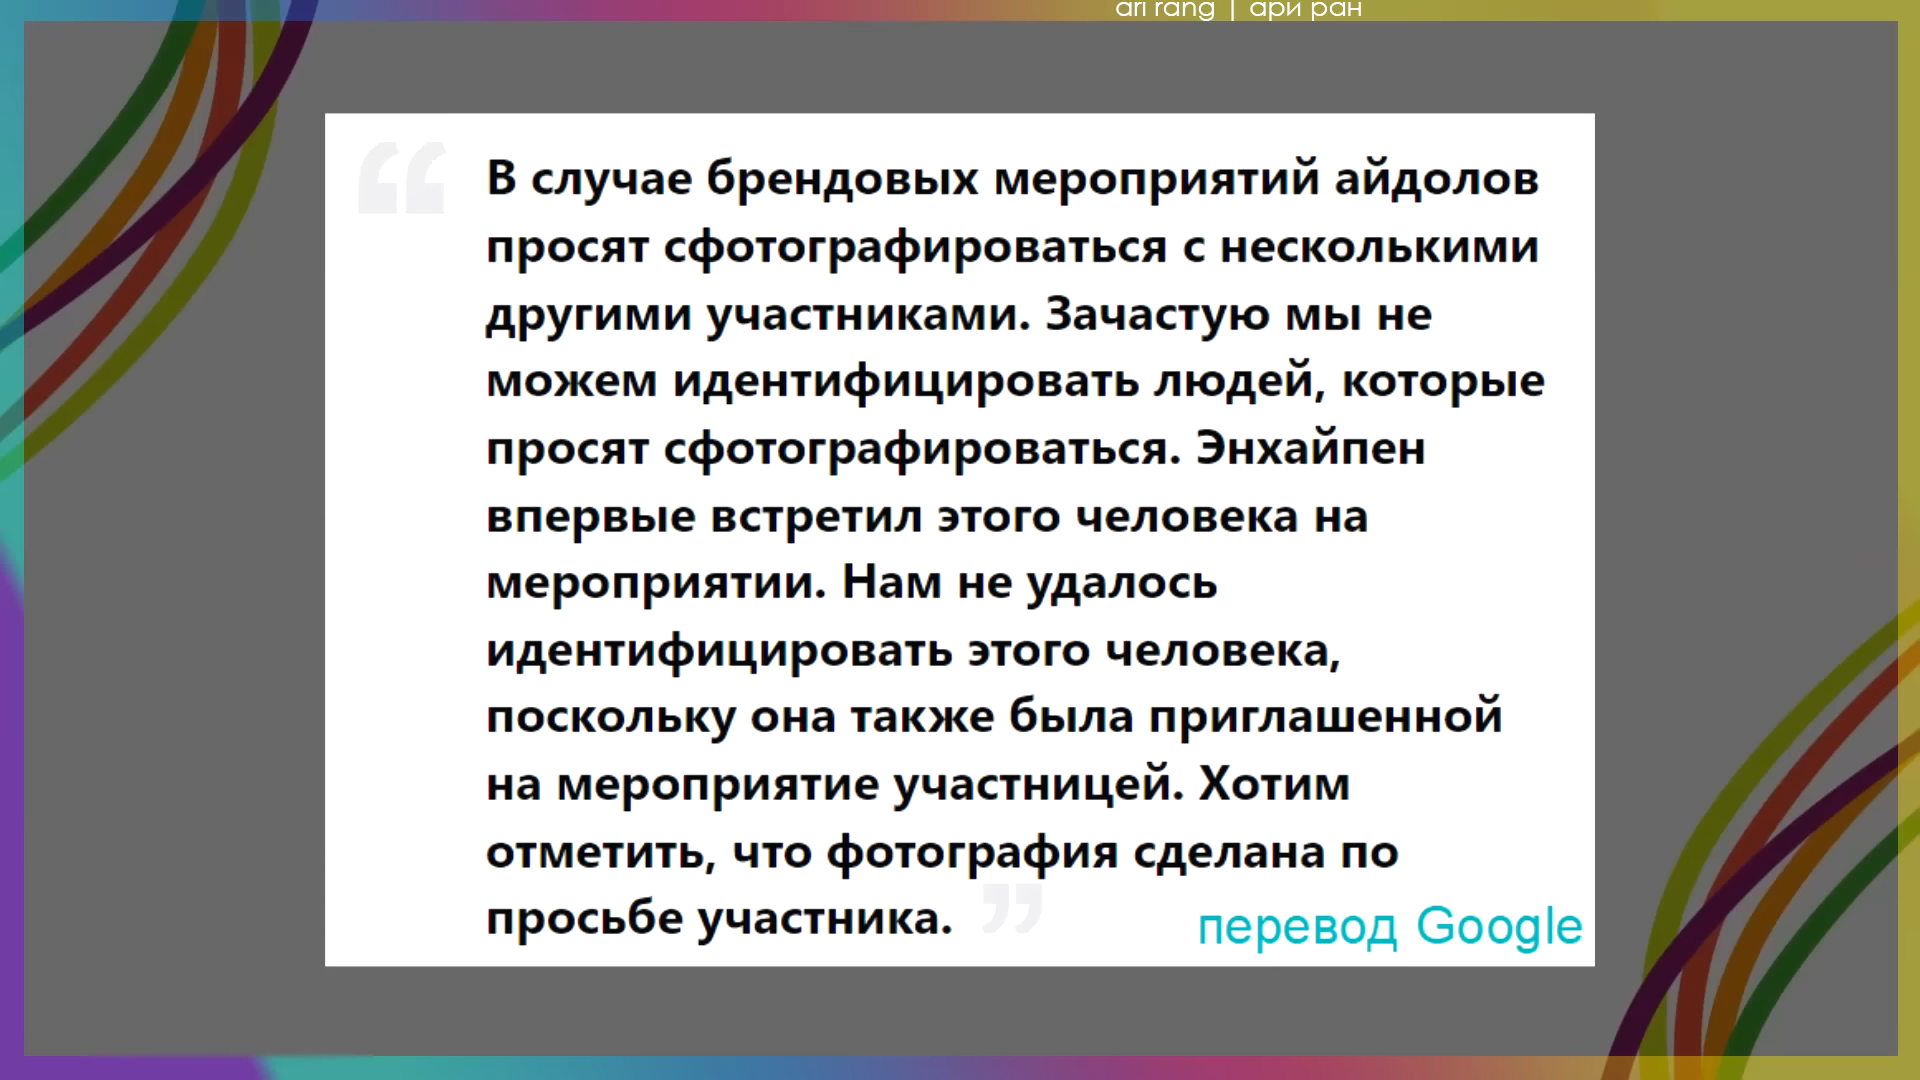 ari rang | ари ран
В случае брендовых мероприятий айдолов
просят сфотографироваться с несколькими
другими участниками. Зачастую мы не
можем идентифицировать людей, которые
просят сфотографироваться. Энхайпен
впервые встретил этого человека на
мероприятии. Нам не удалось
идентифицировать этого человека,
поскольку она также была приглашенной
на мероприятие участницей. Хотим
отметить, что фотография сделана по
просьбе участника.
перевод Google